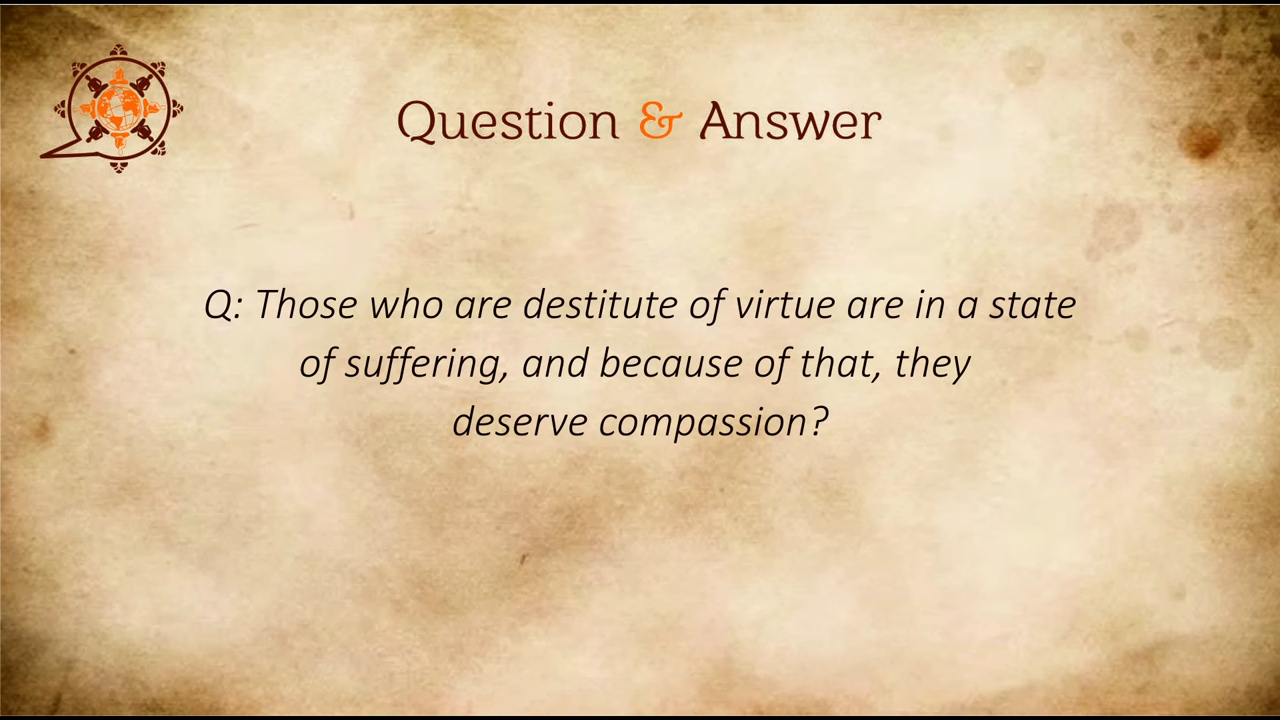 Question & Answer
Q: Those who are destitute of virtue are in a state
of suffering, and because of that, they
deserve compassion?